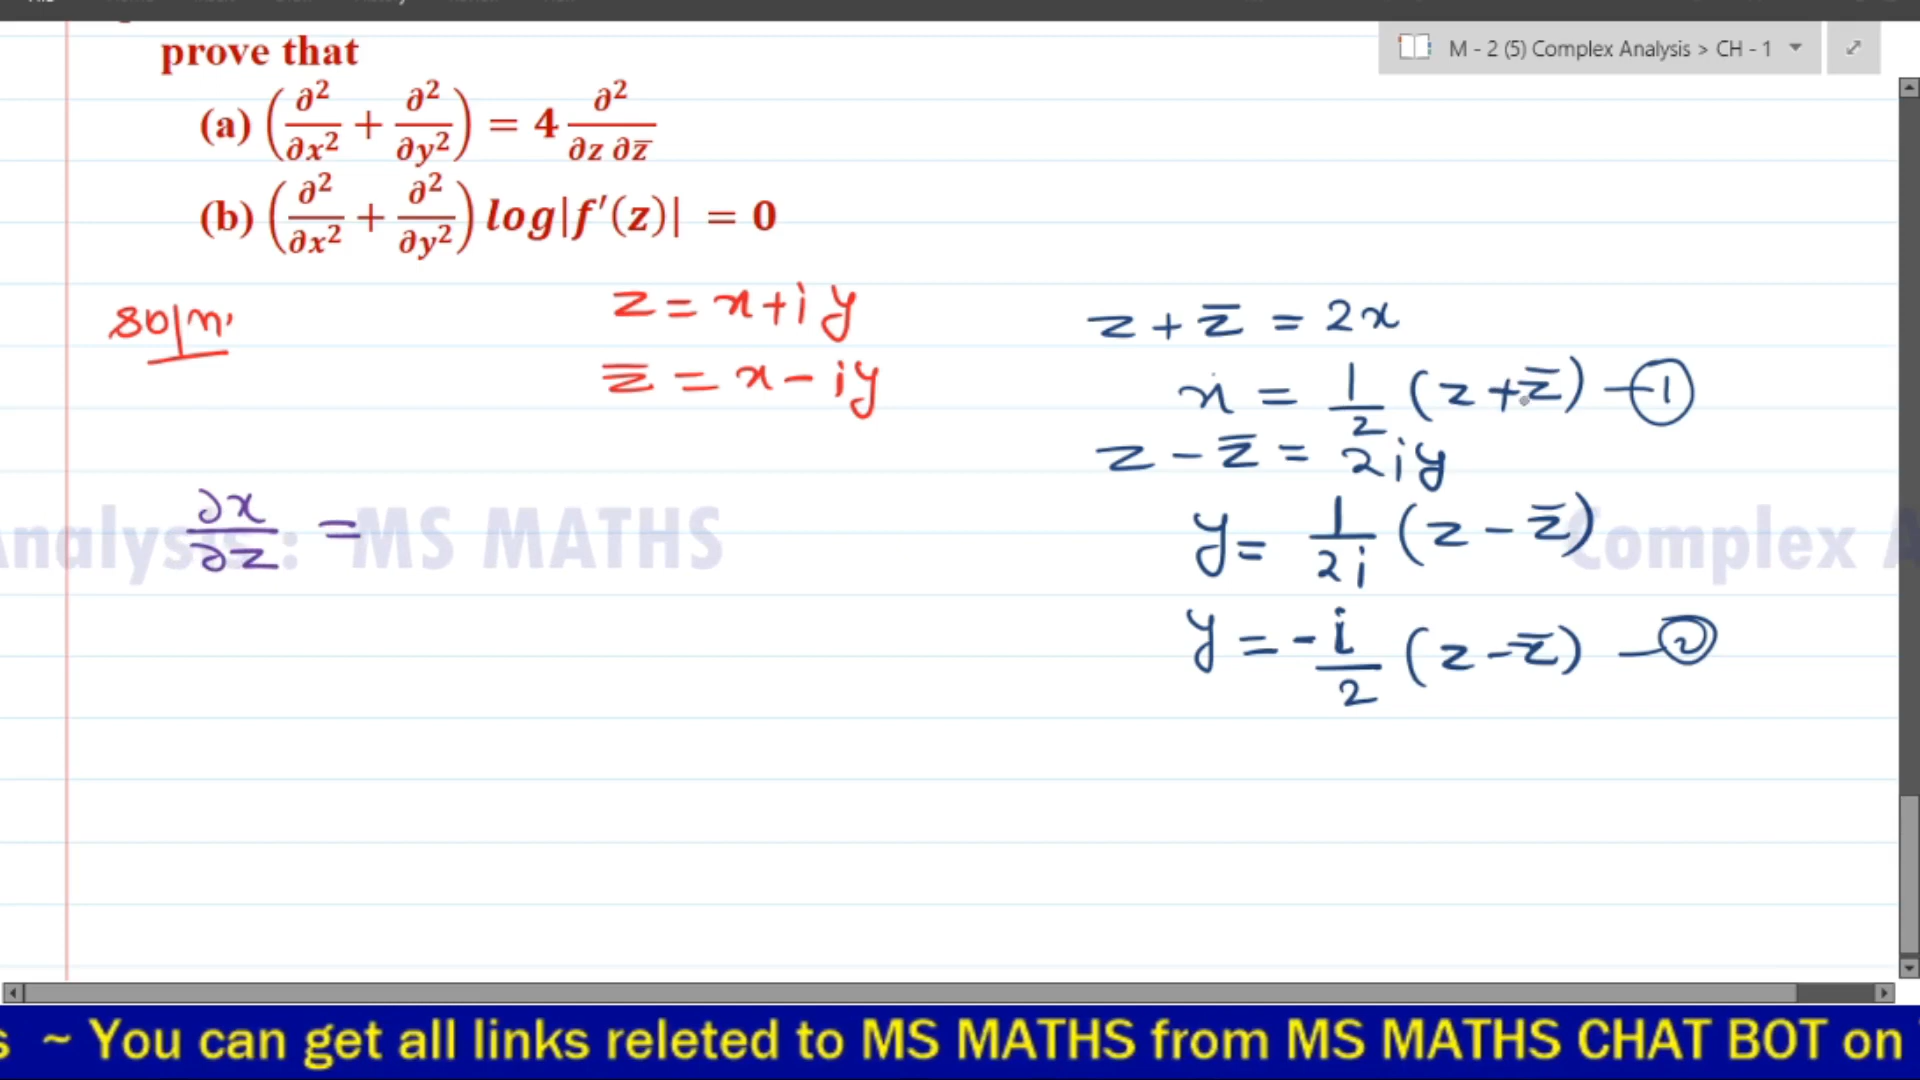 prove that
M - 2 (5) Complex Analysis > CH - 1
(a) (∂²/∂x² + ∂²/∂y²) = 4 ∂²/∂z ∂z̅
(b) (∂²/∂x² + ∂²/∂y²) log|f′(z)| = 0
Soln.
z = x + i y
z̅ = x - i y
z + z̅ = 2x
x = 1/2 (z + z̅) — ①
z - z̅ = 2iy
y = 1/2i (z - z̅)
y = -i/2 (z - z̅) — ②
∂x/∂z =
Analysis : MS MATHS
Complex A
s ~ You can get all links releted to MS MATHS from MS MATHS CHAT BOT on